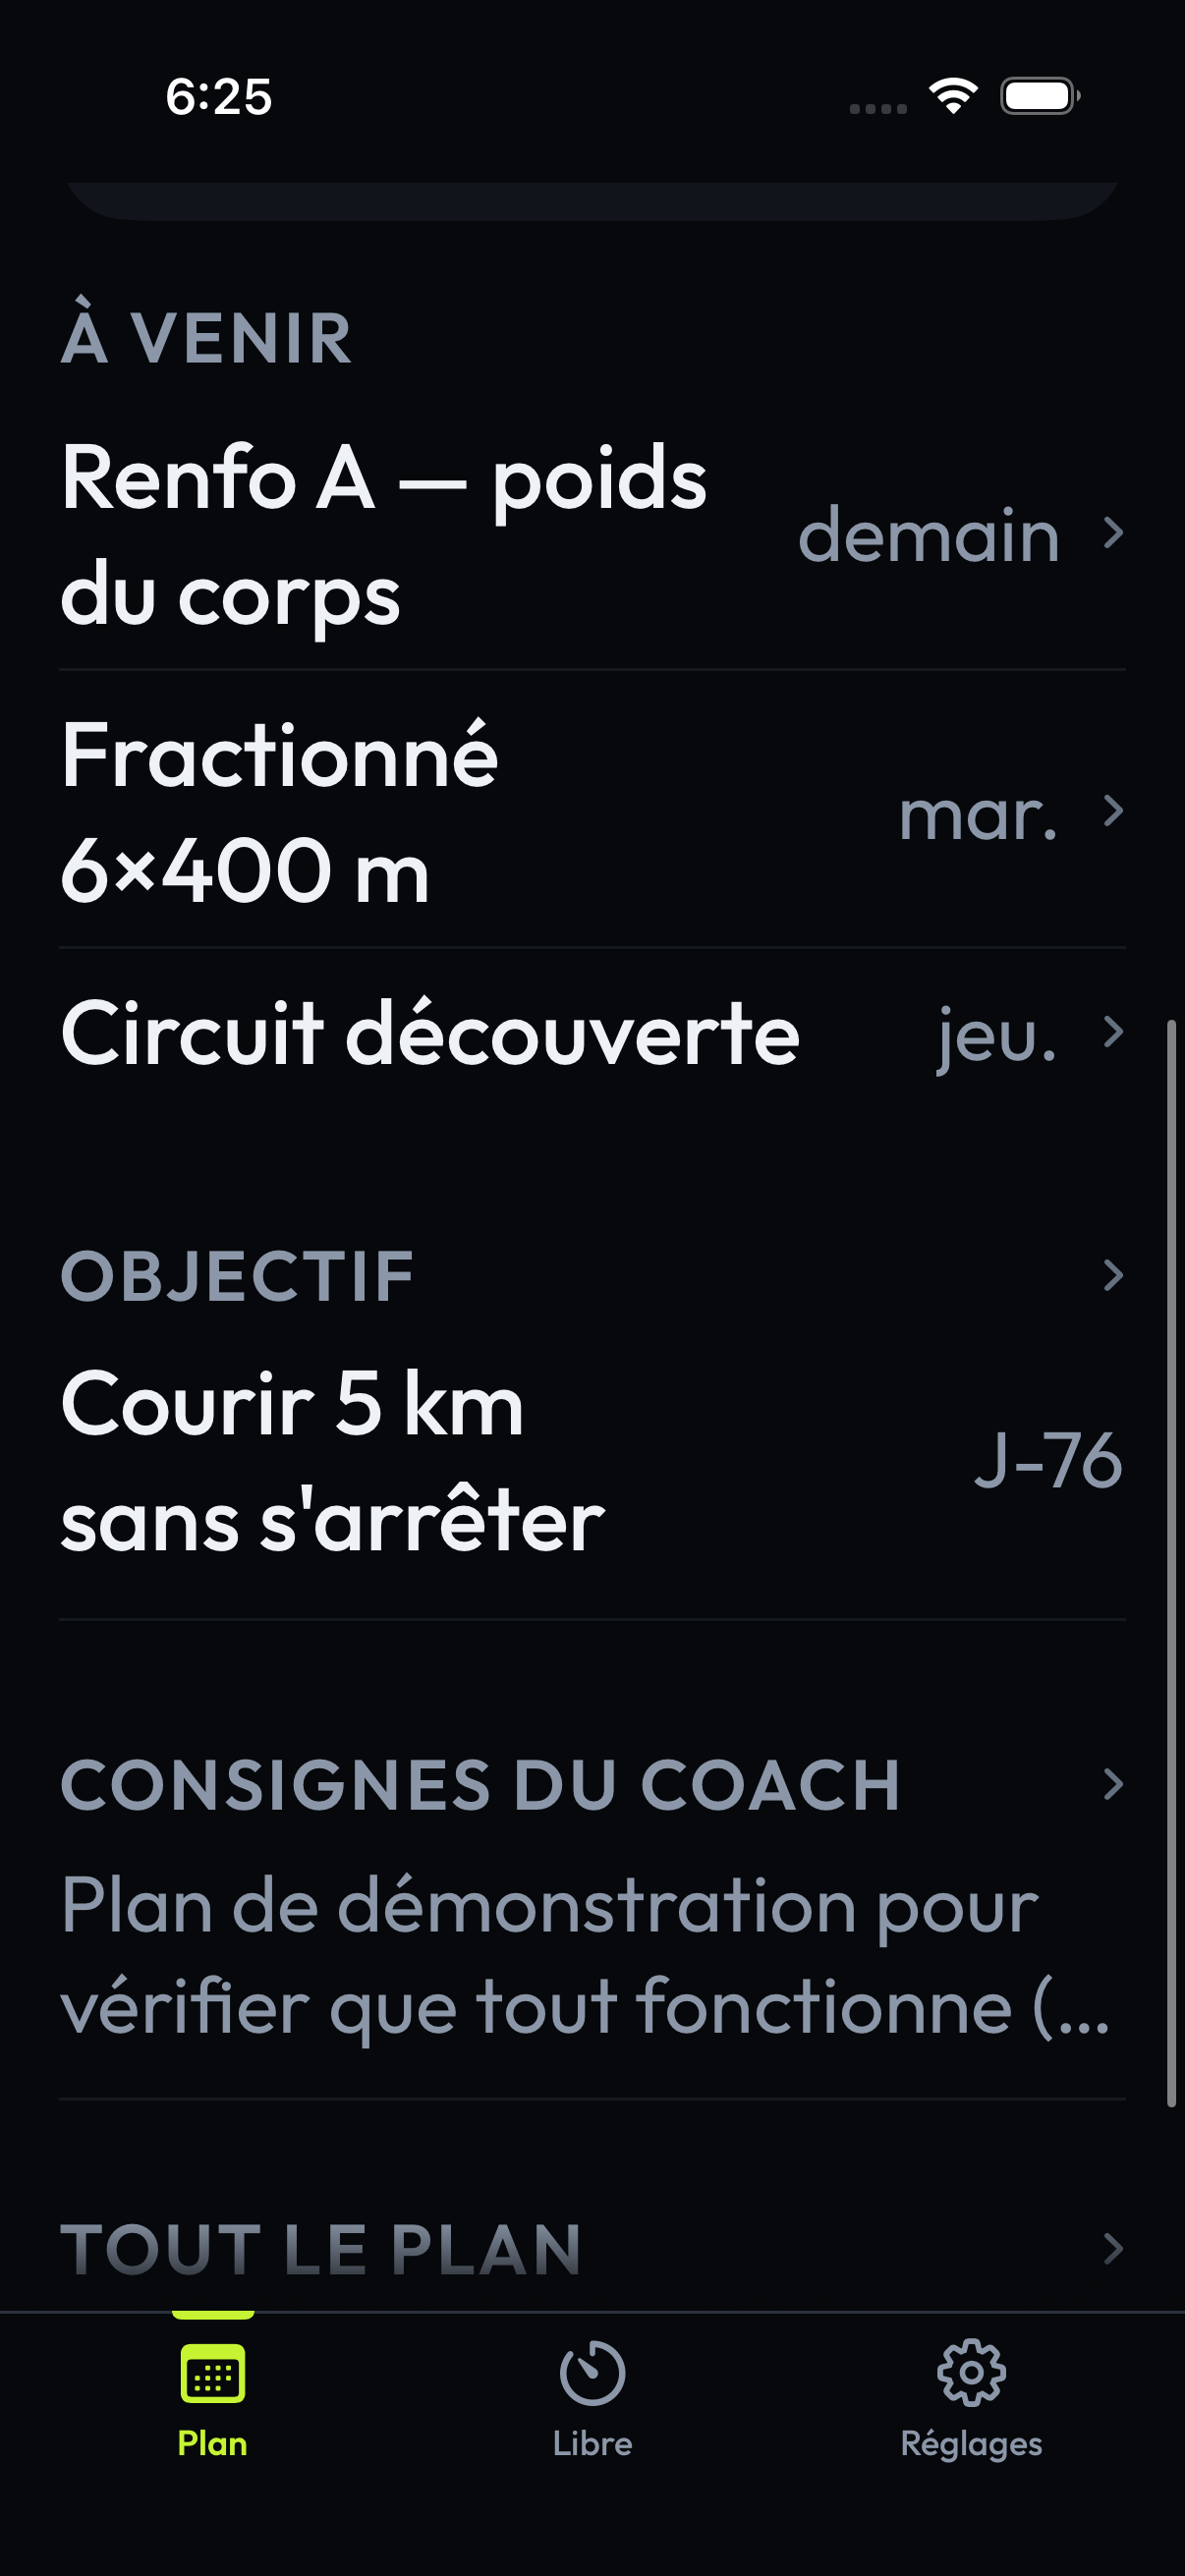 6:25
À VENIR
Renfo A — poids
du corps
demain
Fractionné
6×400 m
mar.
Circuit découverte
jeu.
OBJECTIF
Courir 5 km
sans s'arrêter
J-76
CONSIGNES DU COACH
Plan de démonstration pour
vérifier que tout fonctionne (…
TOUT LE PLAN
Plan
Libre
Réglages